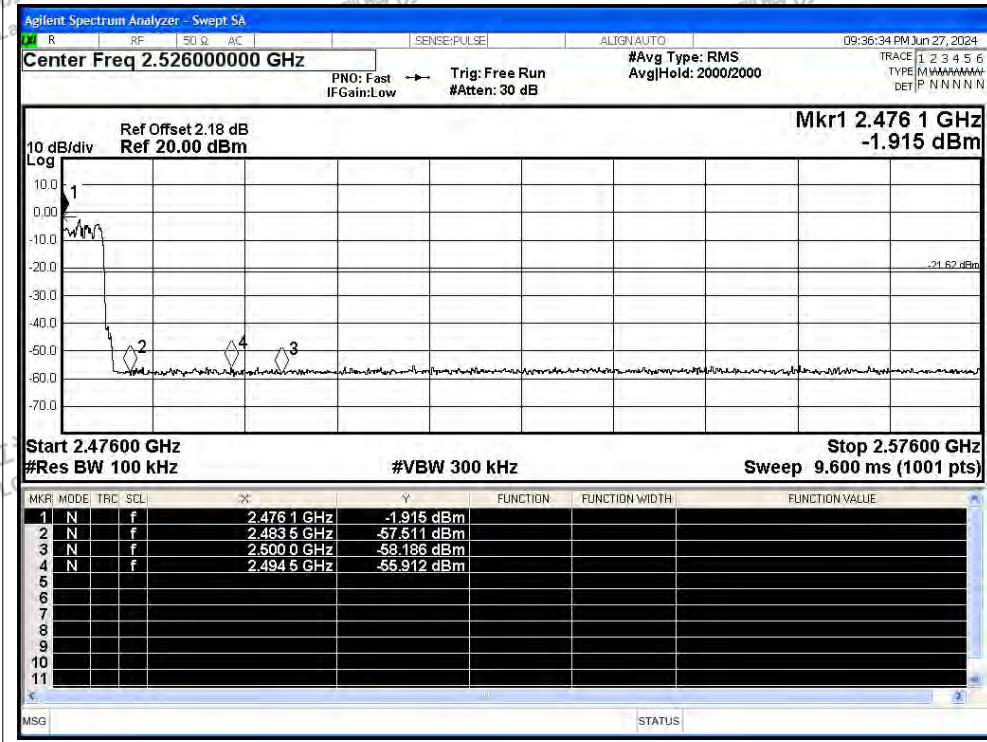 Agilent Spectrum Analyzer - Swept SA
R RF 50 Ω AC SENSE:PULSE ALIGN AUTO 09:36:34 PM Jun 27, 2024
Center Freq 2.526000000 GHz
PNO: Fast
IFGain:Low
Trig: Free Run
#Atten: 30 dB
#Avg Type: RMS
Avg|Hold: 2000/2000
TRACE 1 2 3 4 5 6
TYPE M W W W W W
DET P N N N N N
Mkr1 2.476 1 GHz
-1.915 dBm
Ref Offset 2.18 dB
10 dB/div Ref 20.00 dBm
Log
10.0
0.00
-10.0
-20.0
-30.0
-40.0
-50.0
-60.0
-70.0
1
2
4
3
-21.62 dBm
Start 2.47600 GHz Stop 2.57600 GHz
#Res BW 100 kHz #VBW 300 kHz Sweep 9.600 ms (1001 pts)
MKR MODE TRC SCL X Y FUNCTION FUNCTION WIDTH FUNCTION VALUE
1 N f 2.476 1 GHz -1.915 dBm
2 N f 2.483 5 GHz -57.511 dBm
3 N f 2.500 0 GHz -58.186 dBm
4 N f 2.494 5 GHz -55.912 dBm
5
6
7
8
9
10
11
MSG STATUS